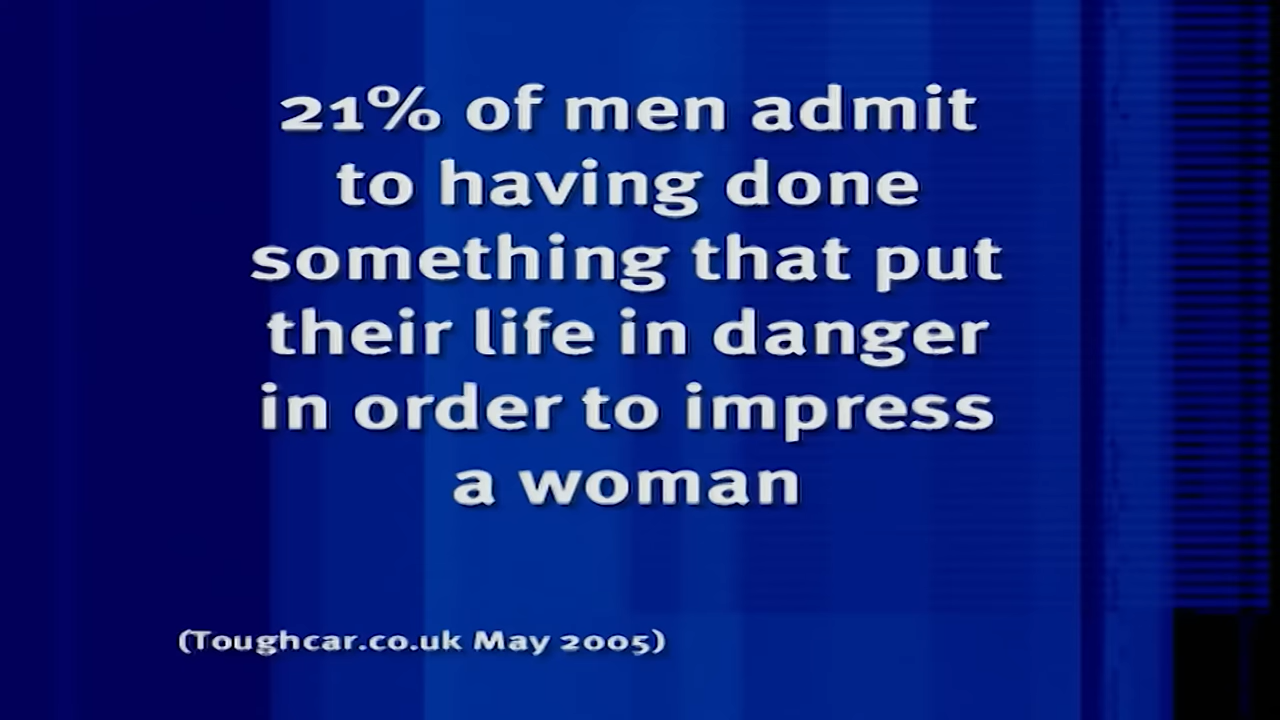 21% of men admit
to having done
something that put
their life in danger
in order to impress
a woman
(Toughcar.co.uk May 2005)